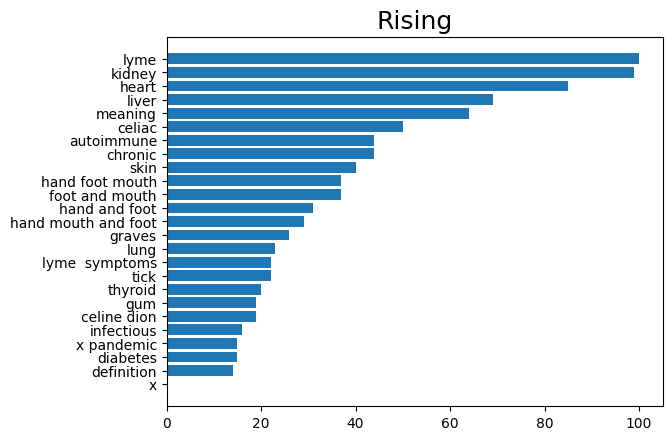 Rising
lyme
kidney
heart
liver
meaning
celiac
autoimmune
chronic
skin
hand foot mouth
foot and mouth
hand and foot
hand mouth and foot
graves
lung
lyme  symptoms
tick
thyroid
gum
celine dion
infectious
x pandemic
diabetes
definition
x
0 20 40 60 80 100